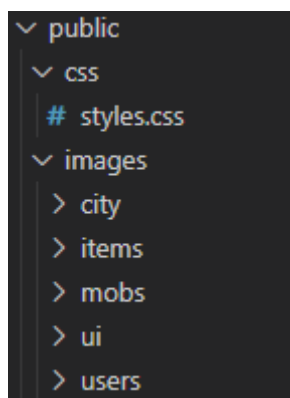 public
css
# styles.css
images
city
items
mobs
ui
users